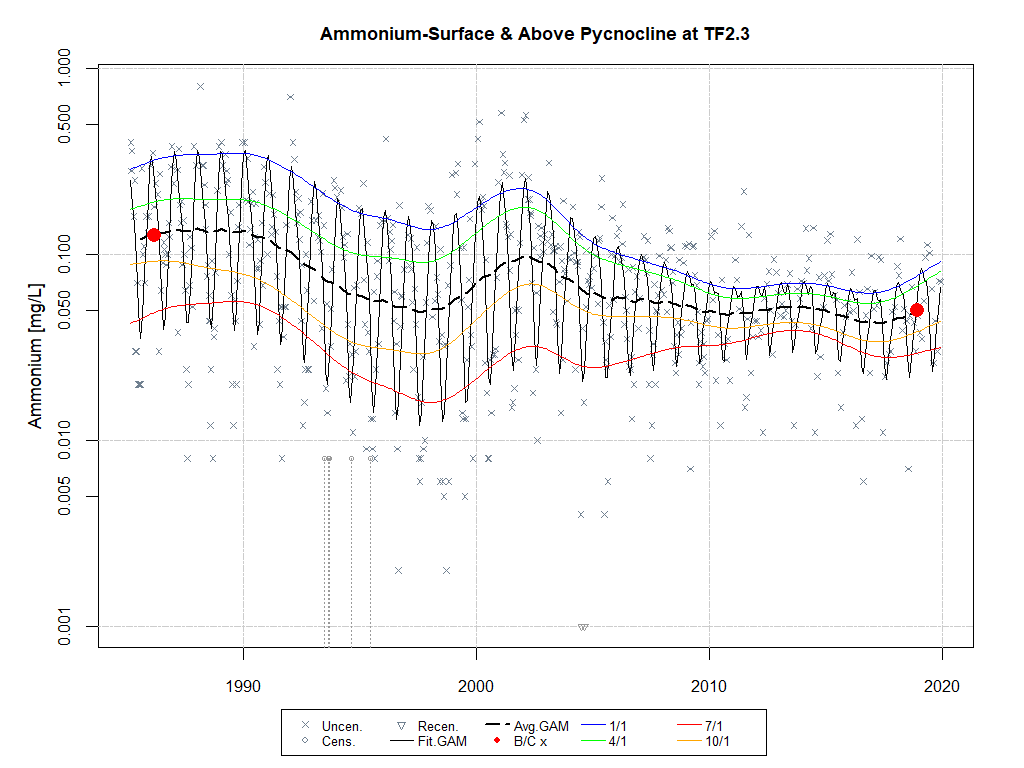 Ammonium-Surface & Above Pycnocline at TF2.3
1.000
0.500
0.100
0.050
0.010
0.005
0.001
Ammonium [mg/L]
1990 2000 2010 2020
Uncen. Recen. Avg.GAM 1/1 7/1
Cens. Fit.GAM B/C x 4/1 10/1